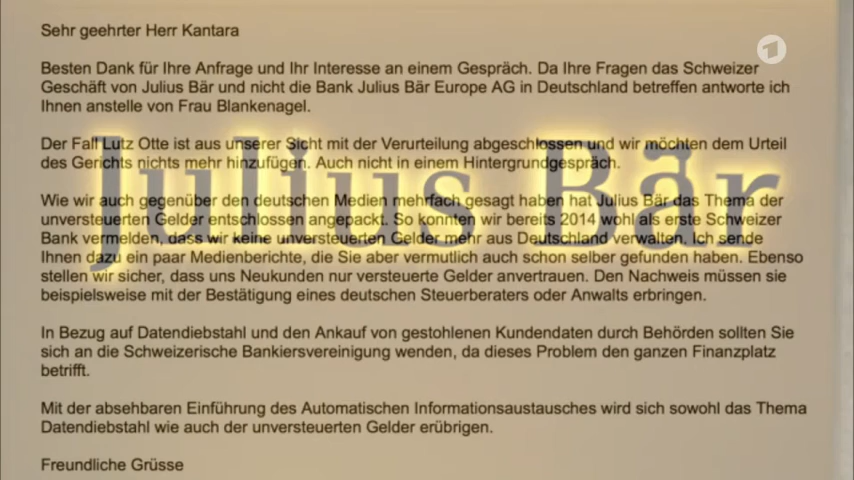 Sehr geehrter Herr Kantara
Besten Dank für Ihre Anfrage und Ihr Interesse an einem Gespräch. Da Ihre Fragen das Schweizer
Geschäft von Julius Bär und nicht die Bank Julius Bär Europe AG in Deutschland betreffen antworte ich
Ihnen anstelle von Frau Blankenagel.
Der Fall Lutz Otte ist aus unserer Sicht mit der Verurteilung abgeschlossen und wir möchten dem Urteil
des Gerichts nichts mehr hinzufügen. Auch nicht in einem Hintergrundgespräch.
Julius Bär
Wie wir auch gegenüber den deutschen Medien mehrfach gesagt haben hat Julius Bär das Thema der
unversteuerten Gelder entschlossen angepackt. So konnten wir bereits 2014 wohl als erste Schweizer
Bank vermelden, dass wir keine unversteuerten Gelder mehr aus Deutschland verwalten. Ich sende
Ihnen dazu ein paar Medienberichte, die Sie aber vermutlich auch schon selber gefunden haben. Ebenso
stellen wir sicher, dass uns Neukunden nur versteuerte Gelder anvertrauen. Den Nachweis müssen sie
beispielsweise mit der Bestätigung eines deutschen Steuerberaters oder Anwalts erbringen.
In Bezug auf Datendiebstahl und den Ankauf von gestohlenen Kundendaten durch Behörden sollten Sie
sich an die Schweizerische Bankiersvereinigung wenden, da dieses Problem den ganzen Finanzplatz
betrifft.
Mit der absehbaren Einführung des Automatischen Informationsaustausches wird sich sowohl das Thema
Datendiebstahl wie auch der unversteuerten Gelder erübrigen.
Freundliche Grüsse